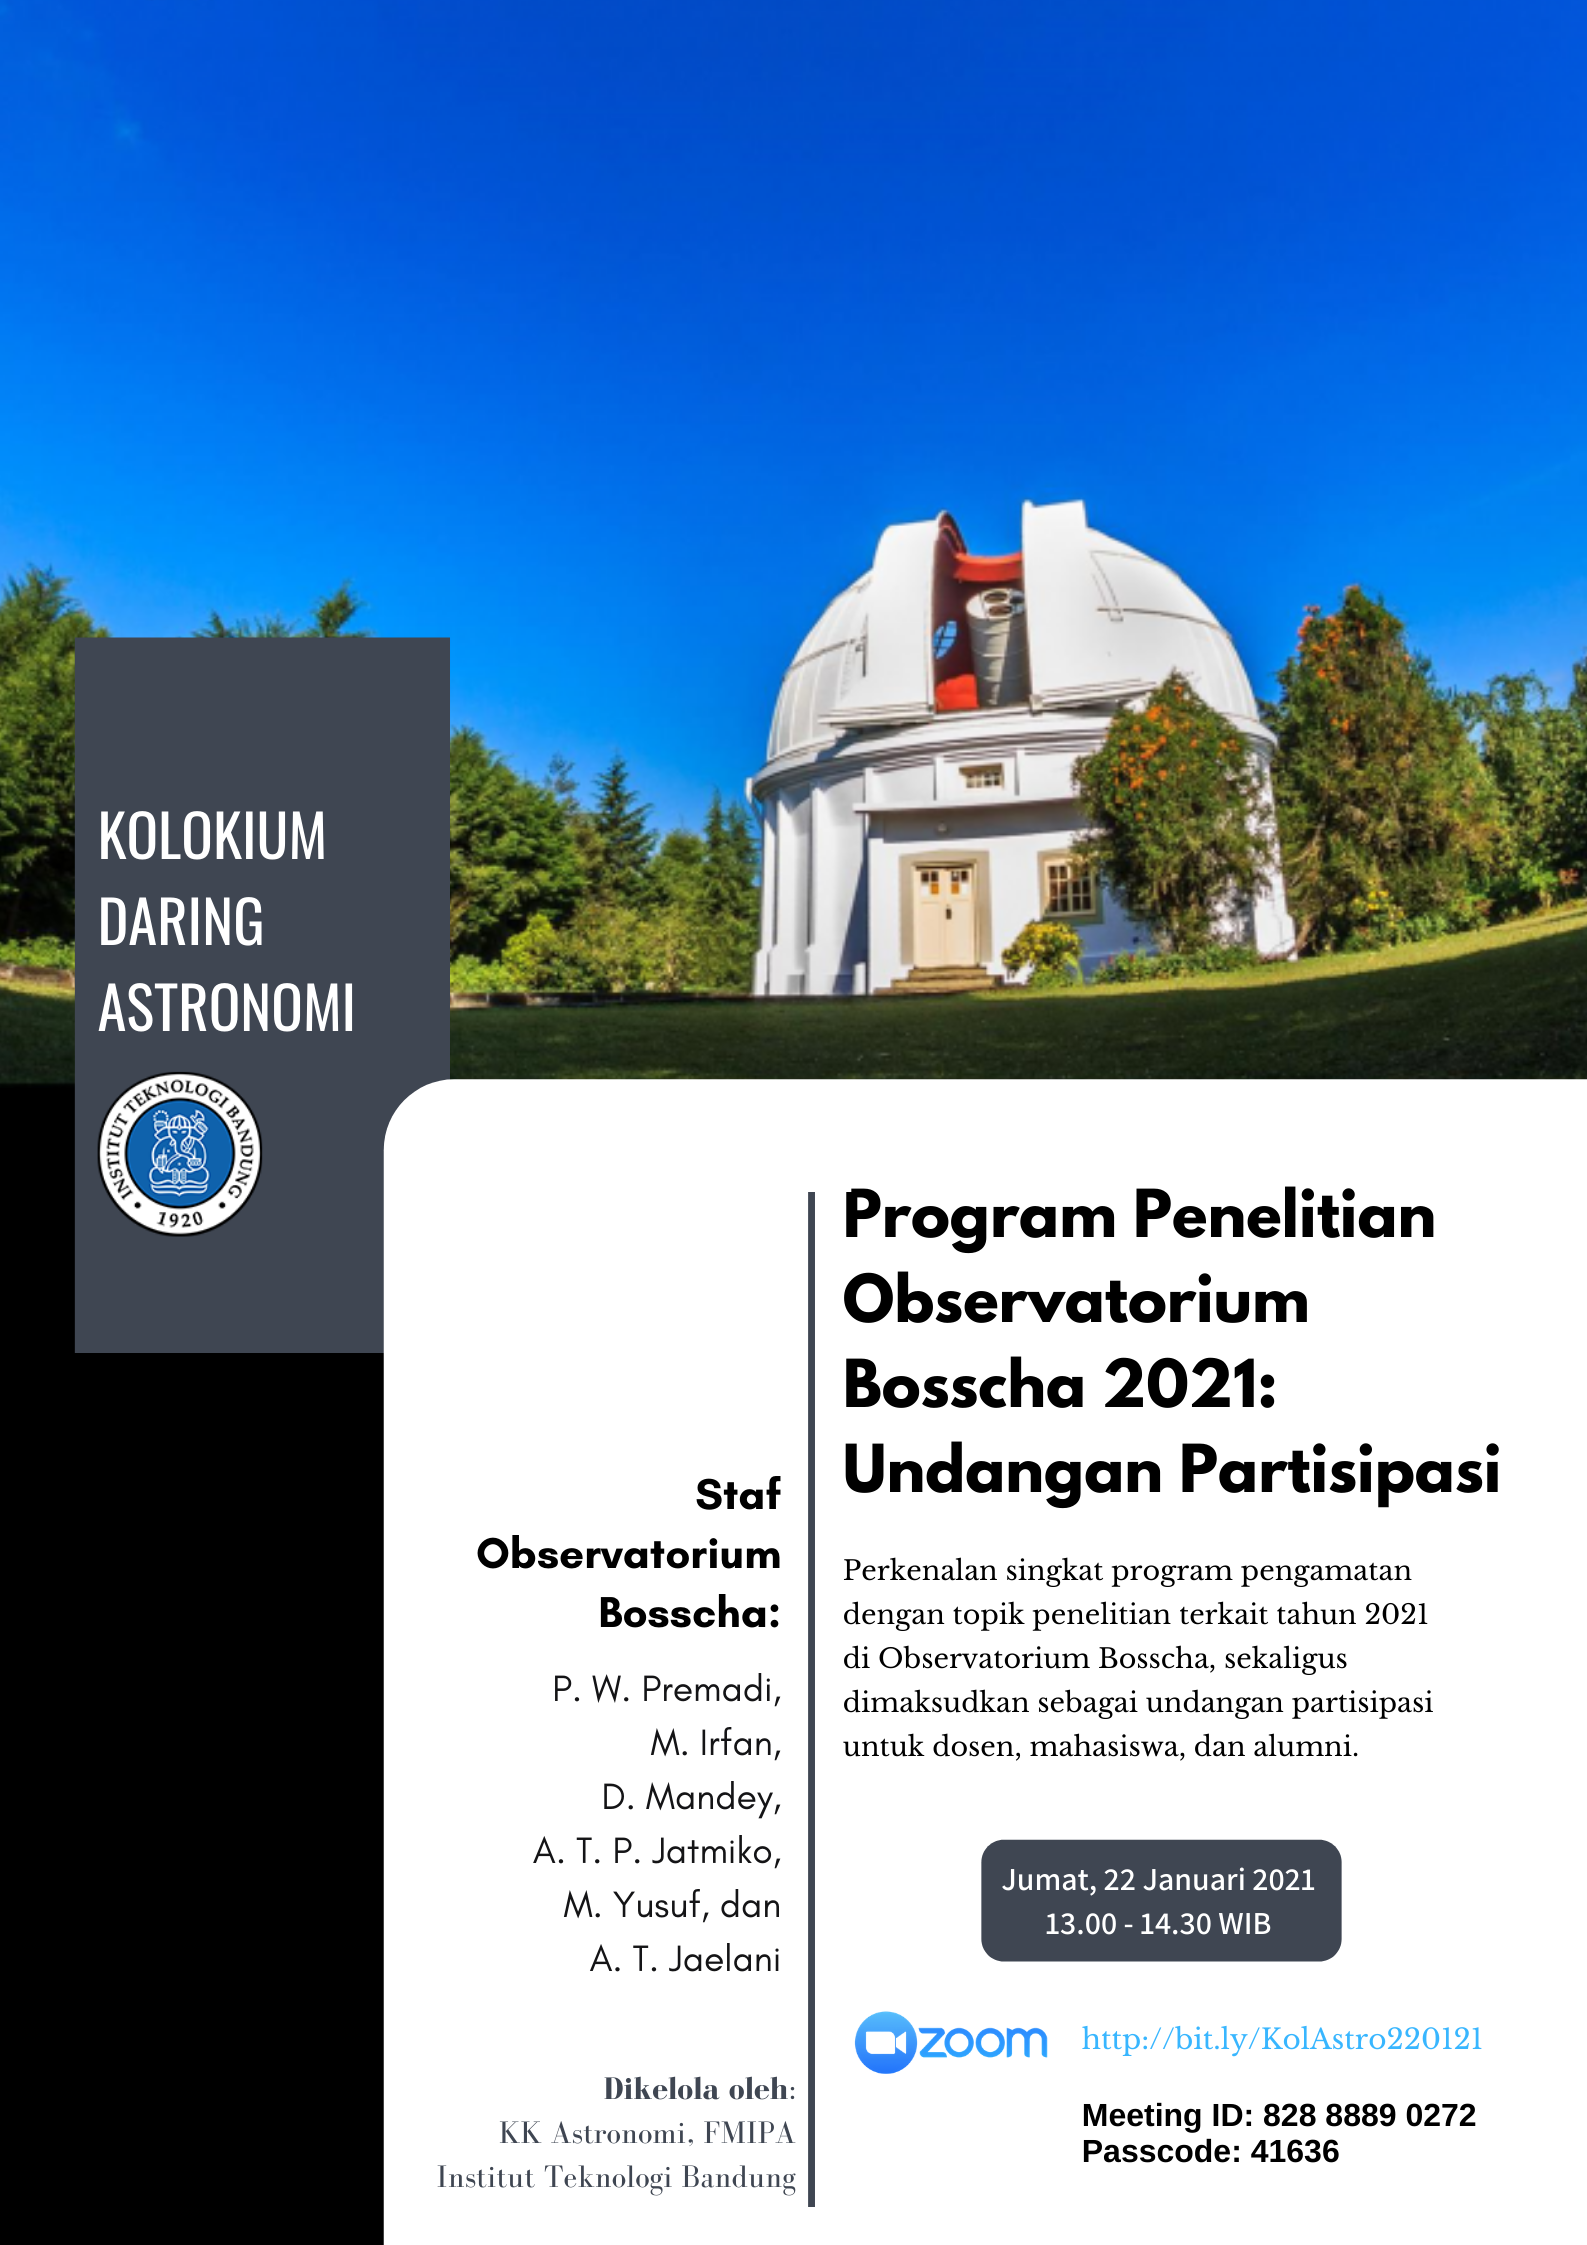 KOLOKIUM
DARING
ASTRONOMI
INSTITUT TEKNOLOGI BANDUNG
1920
Program Penelitian
Observatorium
Bosscha 2021:
Undangan Partisipasi
Perkenalan singkat program pengamatan
dengan topik penelitian terkait tahun 2021
di Observatorium Bosscha, sekaligus
dimaksudkan sebagai undangan partisipasi
untuk dosen, mahasiswa, dan alumni.
Staf
Observatorium
Bosscha:
P. W. Premadi,
M. Irfan,
D. Mandey,
A. T. P. Jatmiko,
M. Yusuf, dan
A. T. Jaelani
Jumat, 22 Januari 2021
13.00 - 14.30 WIB
zoom
http://bit.ly/KolAstro220121
Meeting ID: 828 8889 0272
Passcode: 41636
Dikelola oleh:
KK Astronomi, FMIPA
Institut Teknologi Bandung